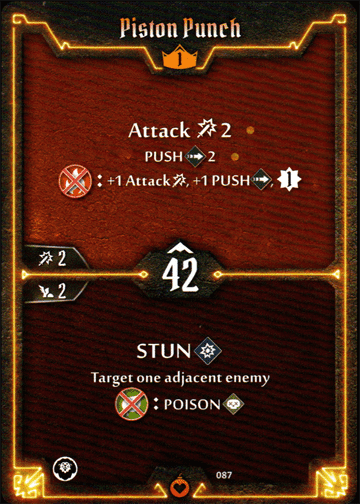 Piston Punch
1
Attack 2
PUSH 2
: +1 Attack, +1 PUSH, 1
2
42
2
STUN
Target one adjacent enemy
: POISON
087